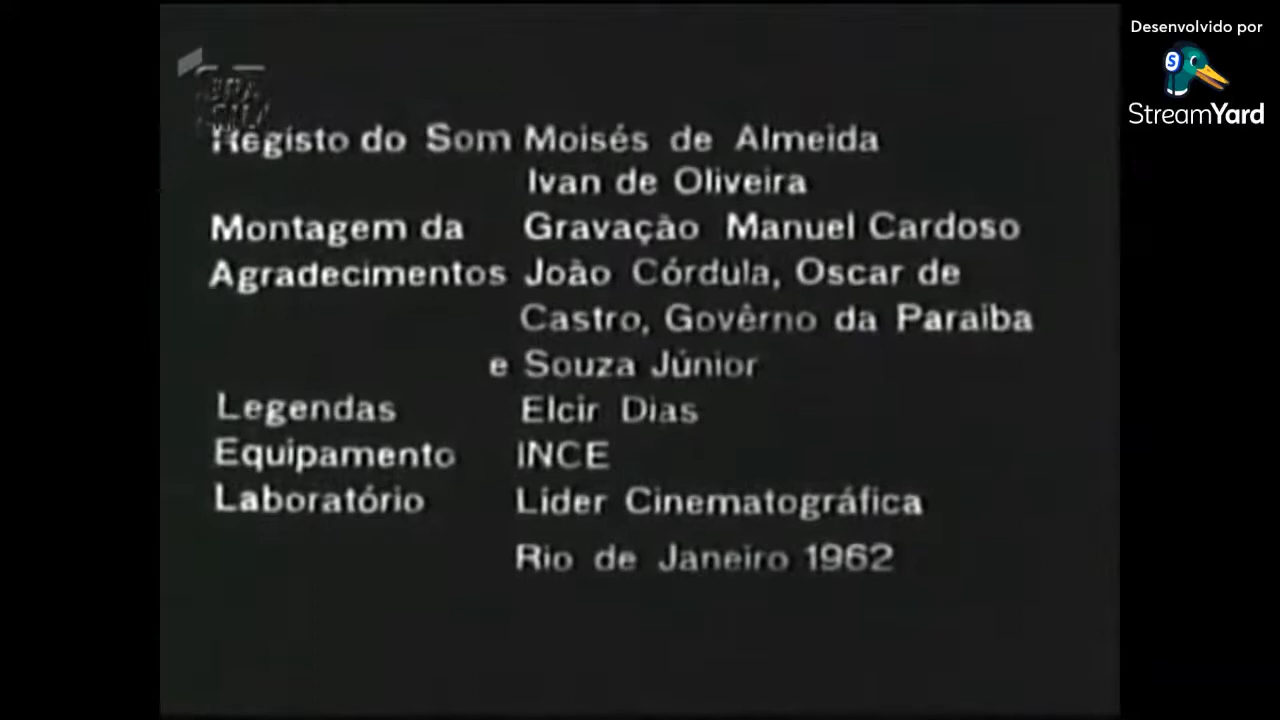 Desenvolvido por
StreamYard
Registo do Som Moisés de Almeida
Ivan de Oliveira
Montagem da Gravação Manuel Cardoso
Agradecimentos João Córdula, Oscar de
Castro, Govêrno da Paraíba
e Souza Júnior
Legendas Elcir Dias
Equipamento INCE
Laboratório Líder Cinematográfica
Rio de Janeiro 1962